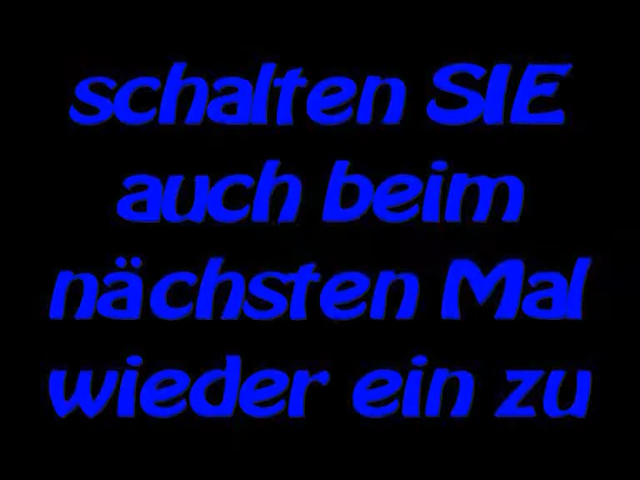 schalten SIE
auch beim
nächsten Mal
wieder ein zu